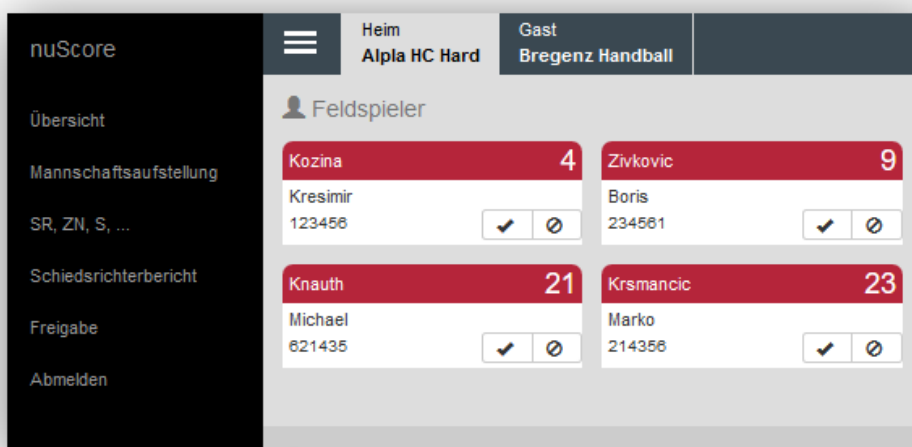 nuScore
Übersicht
Mannschaftsaufstellung
SR, ZN, S, ...
Schiedsrichterbericht
Freigabe
Abmelden
Heim
Alpla HC Hard
Gast
Bregenz Handball
Feldspieler
Kozina 4
Kresimir
123456
Zivkovic 9
Boris
234561
Knauth 21
Michael
621435
Krsmancic 23
Marko
214356